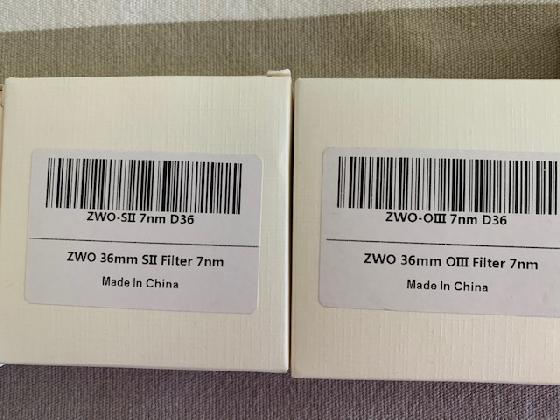 ZWO-SII 7nm D36
ZWO 36mm SII Filter 7nm
Made In China
ZWO-OIII 7nm D36
ZWO 36mm OIII Filter 7nm
Made In China